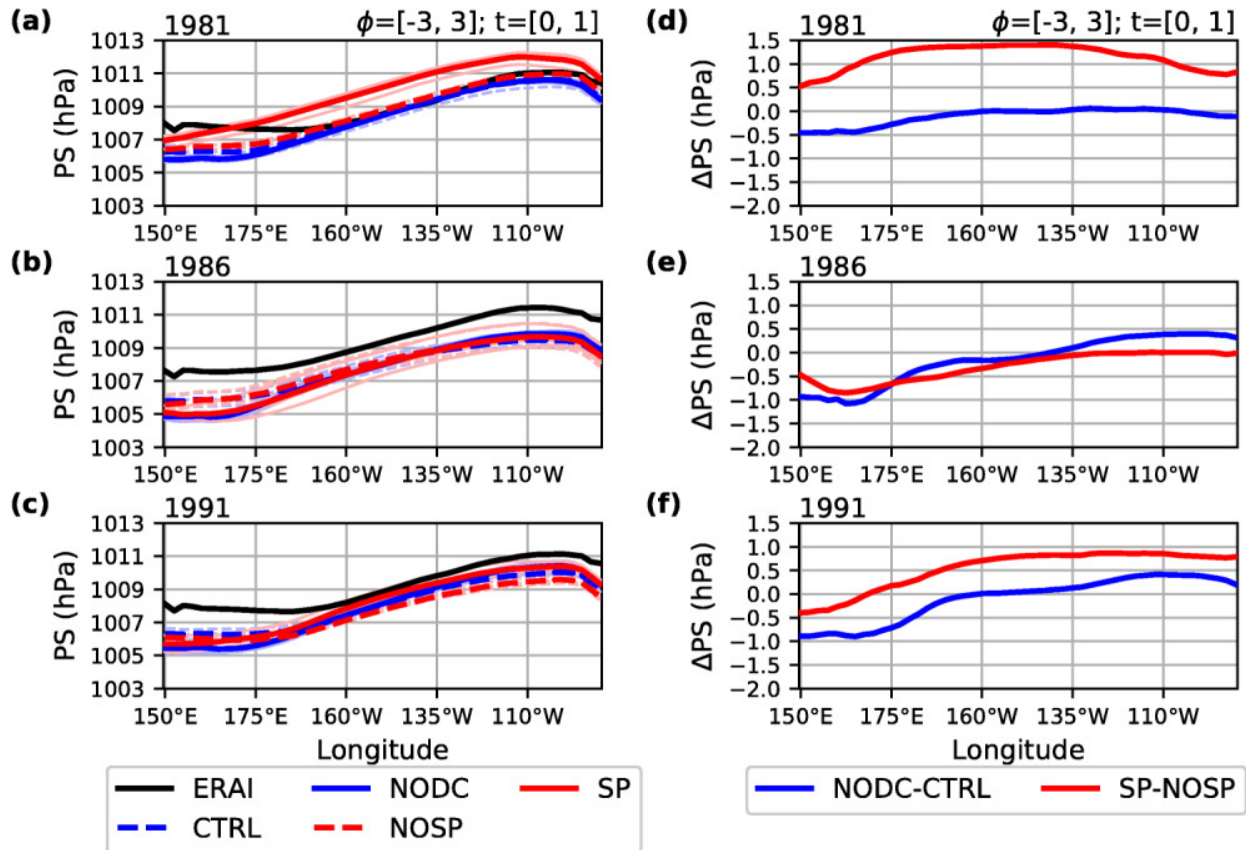 (a) 1981 ϕ=[-3, 3]; t=[0, 1]
1013
1011
1009
1007
1005
1003
PS (hPa)
150°E 175°E 160°W 135°W 110°W
(d) 1981 ϕ=[-3, 3]; t=[0, 1]
1.5
1.0
0.5
0.0
−0.5
−1.0
−1.5
−2.0
ΔPS (hPa)
150°E 175°E 160°W 135°W 110°W
(b) 1986
1013
1011
1009
1007
1005
1003
PS (hPa)
150°E 175°E 160°W 135°W 110°W
(e) 1986
1.5
1.0
0.5
0.0
−0.5
−1.0
−1.5
−2.0
ΔPS (hPa)
150°E 175°E 160°W 135°W 110°W
(c) 1991
1013
1011
1009
1007
1005
1003
PS (hPa)
150°E 175°E 160°W 135°W 110°W
Longitude
(f) 1991
1.5
1.0
0.5
0.0
−0.5
−1.0
−1.5
−2.0
ΔPS (hPa)
150°E 175°E 160°W 135°W 110°W
Longitude
ERAI NODC SP
CTRL NOSP
NODC-CTRL SP-NOSP